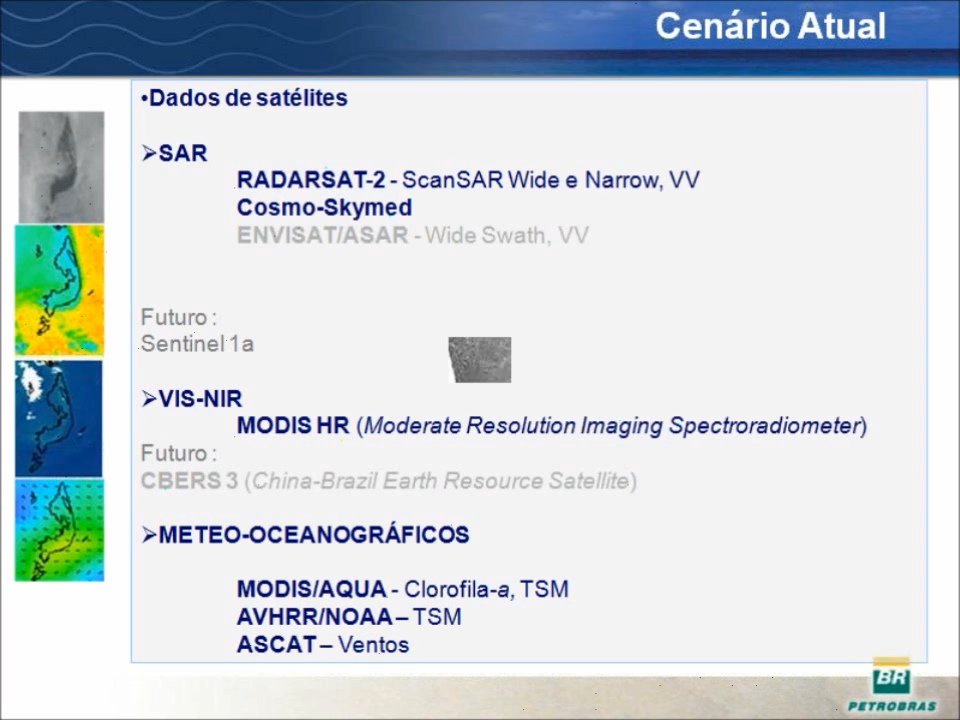 Cenário Atual
•Dados de satélites
➢SAR
RADARSAT-2 - ScanSAR Wide e Narrow, VV
Cosmo-Skymed
ENVISAT/ASAR - Wide Swath, VV
Futuro :
Sentinel 1a
➢VIS-NIR
MODIS HR (Moderate Resolution Imaging Spectroradiometer)
Futuro :
CBERS 3 (China-Brazil Earth Resource Satellite)
➢METEO-OCEANOGRÁFICOS
MODIS/AQUA - Clorofila-a, TSM
AVHRR/NOAA – TSM
ASCAT – Ventos
BR
PETROBRAS